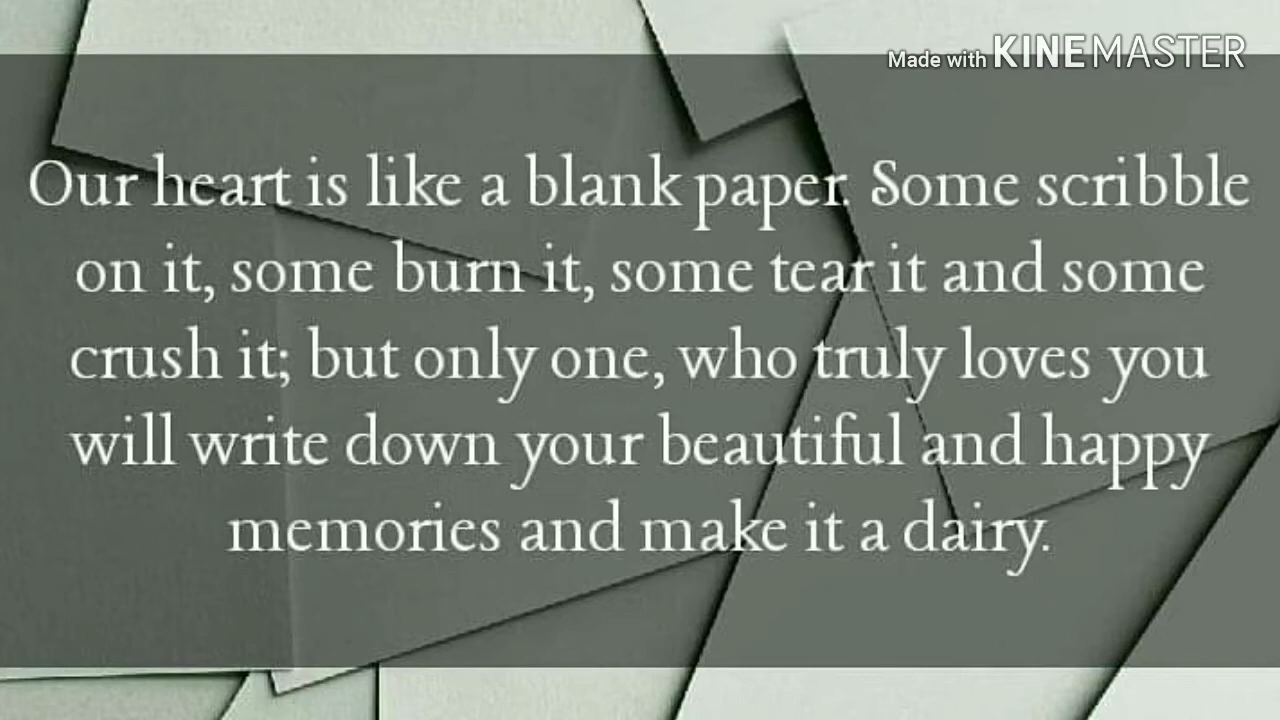 Made with KINEMASTER
Our heart is like a blank paper. Some scribble
on it, some burn it, some tear it and some
crush it; but only one, who truly loves you
will write down your beautiful and happy
memories and make it a dairy.